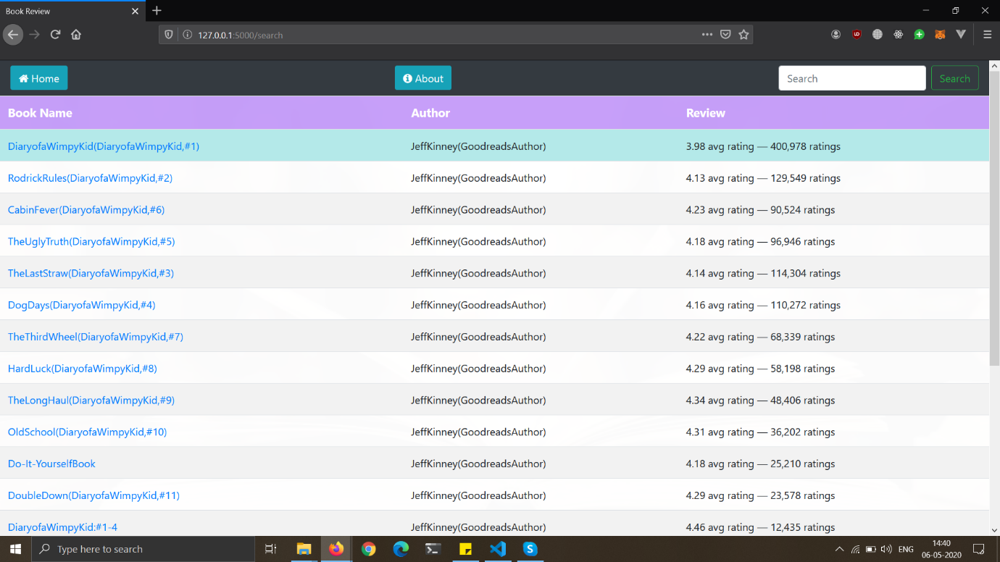 Book Review
127.0.0.1:5000/search
Home
About
Search
Search
Book Name Author Review
DiaryofaWimpyKid(DiaryofaWimpyKid,#1) JeffKinney(GoodreadsAuthor) 3.98 avg rating — 400,978 ratings
RodrickRules(DiaryofaWimpyKid,#2) JeffKinney(GoodreadsAuthor) 4.13 avg rating — 129,549 ratings
CabinFever(DiaryofaWimpyKid,#6) JeffKinney(GoodreadsAuthor) 4.23 avg rating — 90,524 ratings
TheUglyTruth(DiaryofaWimpyKid,#5) JeffKinney(GoodreadsAuthor) 4.18 avg rating — 96,946 ratings
TheLastStraw(DiaryofaWimpyKid,#3) JeffKinney(GoodreadsAuthor) 4.14 avg rating — 114,304 ratings
DogDays(DiaryofaWimpyKid,#4) JeffKinney(GoodreadsAuthor) 4.16 avg rating — 110,272 ratings
TheThirdWheel(DiaryofaWimpyKid,#7) JeffKinney(GoodreadsAuthor) 4.22 avg rating — 68,339 ratings
HardLuck(DiaryofaWimpyKid,#8) JeffKinney(GoodreadsAuthor) 4.29 avg rating — 58,198 ratings
TheLongHaul(DiaryofaWimpyKid,#9) JeffKinney(GoodreadsAuthor) 4.34 avg rating — 48,406 ratings
OldSchool(DiaryofaWimpyKid,#10) JeffKinney(GoodreadsAuthor) 4.31 avg rating — 36,202 ratings
Do-It-YourselfBook JeffKinney(GoodreadsAuthor) 4.18 avg rating — 25,210 ratings
DoubleDown(DiaryofaWimpyKid,#11) JeffKinney(GoodreadsAuthor) 4.29 avg rating — 23,578 ratings
DiaryofaWimpyKid:#1-4 JeffKinney(GoodreadsAuthor) 4.46 avg rating — 12,435 ratings
Type here to search
ENG
14:40
06-05-2020